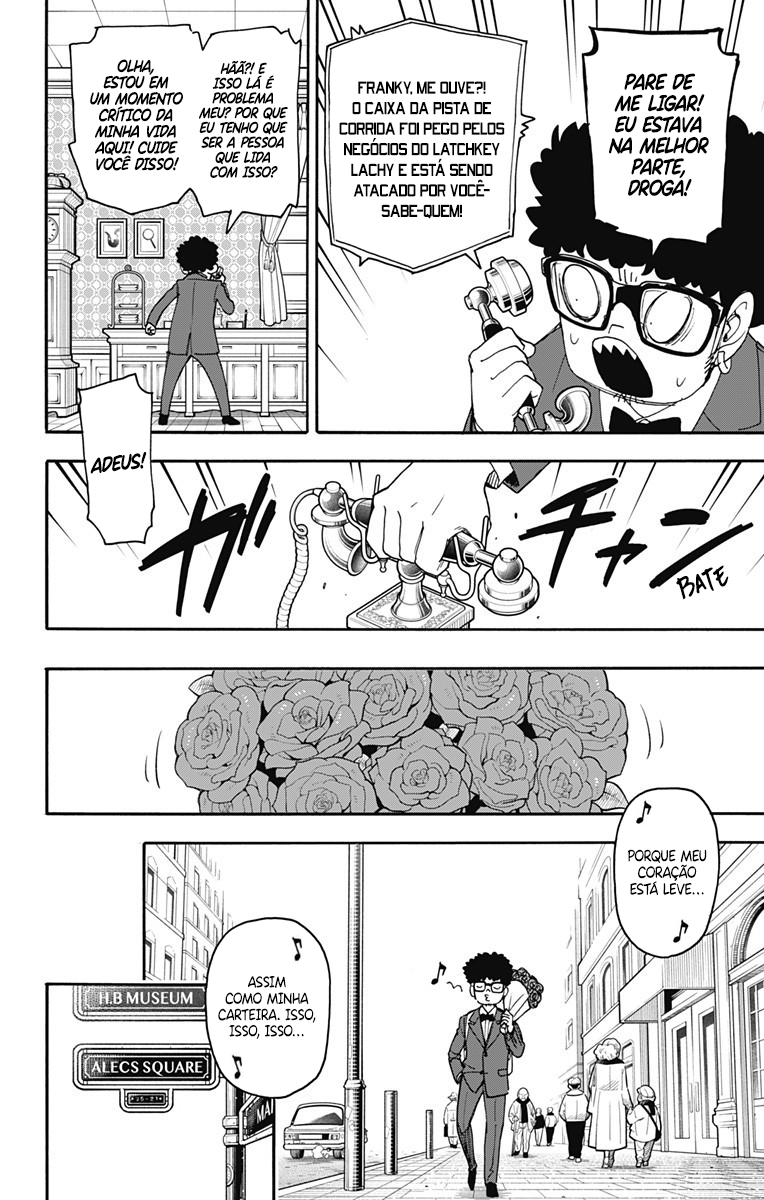 PARE DE
ME LIGAR!
EU ESTAVA
NA MELHOR
PARTE,
DROGA!
FRANKY, ME OUVE?!
O CAIXA DA PISTA DE
CORRIDA FOI PEGO PELOS
NEGÓCIOS DO LATCHKEY
LACHY E ESTÁ SENDO
ATACADO POR VOCÊ-
SABE-QUEM!
HÃÃ?! E
ISSO LÁ É
PROBLEMA
MEU? POR QUE
EU TENHO QUE
SER A PESSOA
QUE LIDA
COM ISSO?
OLHA,
ESTOU EM
UM MOMENTO
CRÍTICO DA
MINHA VIDA
AQUI! CUIDE
VOCÊ DISSO!
ADEUS!
ガチャン
BATE
PORQUE MEU
CORAÇÃO
ESTÁ LEVE...
ASSIM
COMO MINHA
CARTEIRA. ISSO,
ISSO, ISSO...
H.B MUSEUM
ALECS SQUARE